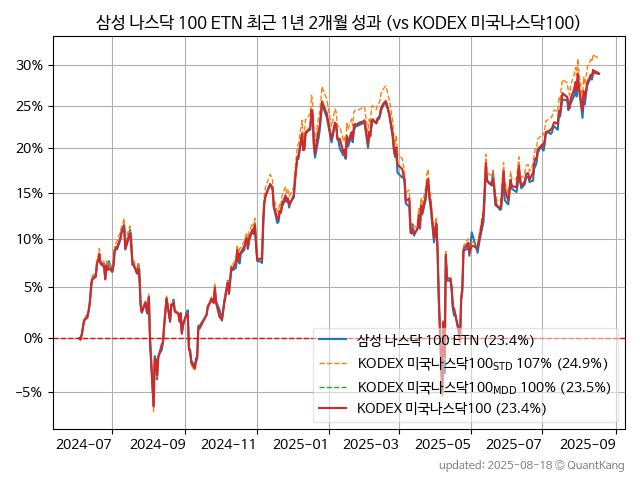 삼성 나스닥 100 ETN 최근 1년 2개월 성과 (vs KODEX 미국나스닥100)
30%
25%
20%
15%
10%
5%
0%
−5%
삼성 나스닥 100 ETN (23.4%)
KODEX 미국나스닥100STD 107% (24.9%)
KODEX 미국나스닥100MDD 100% (23.5%)
KODEX 미국나스닥100 (23.4%)
2024-07 2024-09 2024-11 2025-01 2025-03 2025-05 2025-07 2025-09
updated: 2025-08-18 © QuantKang